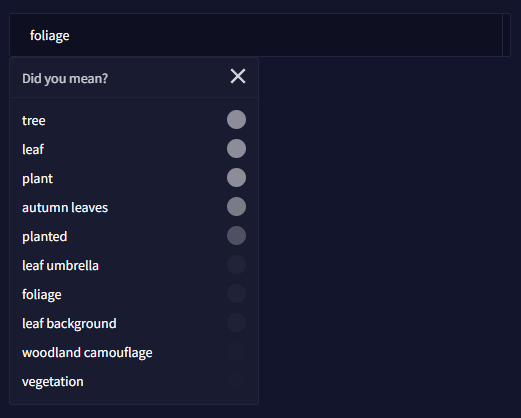 foliage
Did you mean?
tree
leaf
plant
autumn leaves
planted
leaf umbrella
foliage
leaf background
woodland camouflage
vegetation